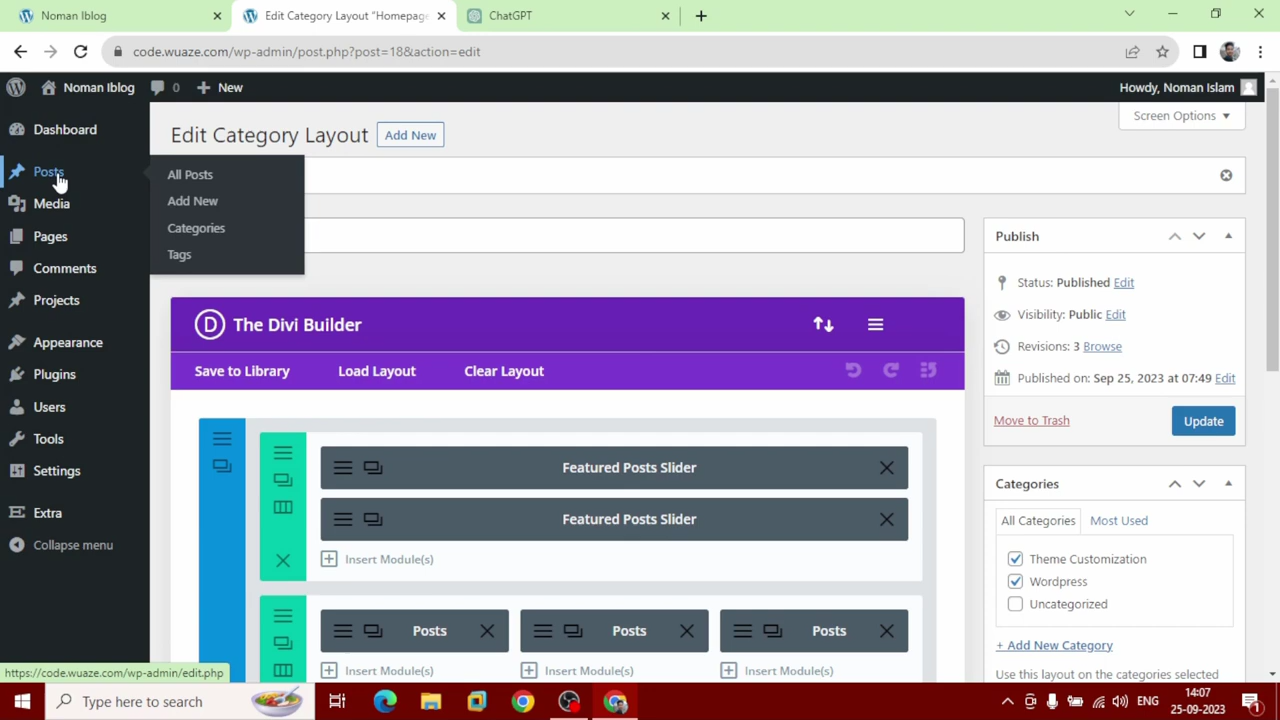 Noman Iblog
Edit Category Layout "Homepage
ChatGPT
code.wuaze.com/wp-admin/post.php?post=18&action=edit
Noman Iblog
0
New
Howdy, Noman Islam
Dashboard
Edit Category Layout
Add New
Screen Options
Posts
All Posts
Add New
Categories
Tags
Media
Pages
Comments
Projects
Appearance
Plugins
Users
Tools
Settings
Extra
Collapse menu
D The Divi Builder
Save to Library
Load Layout
Clear Layout
Featured Posts Slider
Featured Posts Slider
Insert Module(s)
Posts
Posts
Posts
Insert Module(s)
Insert Module(s)
Insert Module(s)
Publish
Status: Published Edit
Visibility: Public Edit
Revisions: 3 Browse
Published on: Sep 25, 2023 at 07:49 Edit
Move to Trash
Update
Categories
All Categories
Most Used
Theme Customization
Wordpress
Uncategorized
+ Add New Category
Use this layout on the categories selected
https://code.wuaze.com/wp-admin/edit.php
Type here to search
ENG
14:07
25-09-2023
1